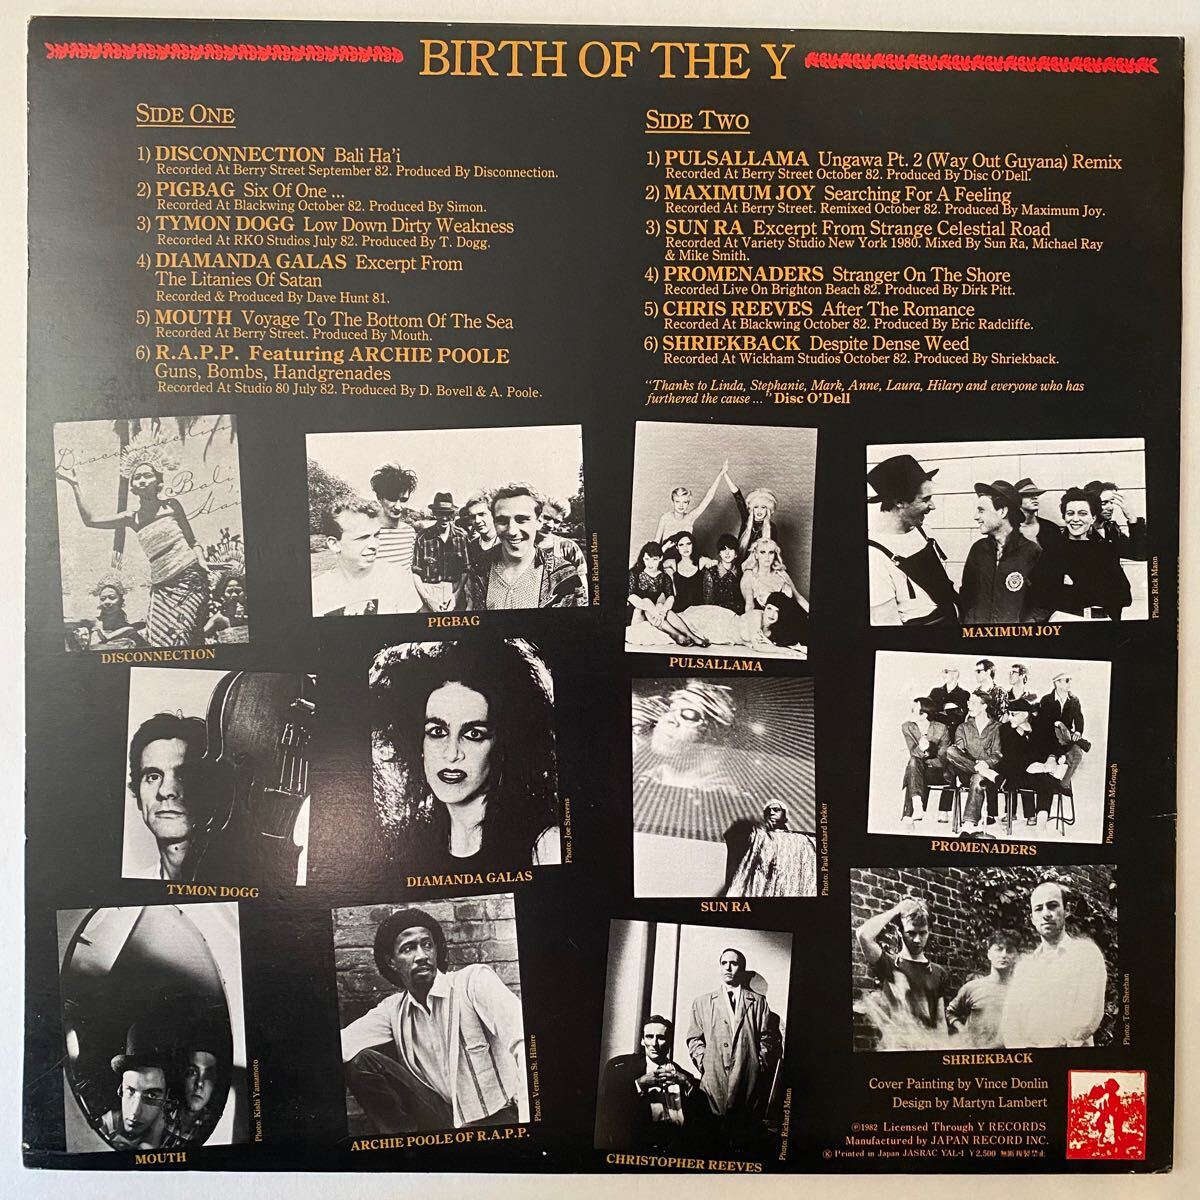 BIRTH OF THE Y
SIDE ONE
1) DISCONNECTION Bali Ha'i
Recorded At Berry Street September 82. Produced By Disconnection.
2) PIGBAG Six Of One ...
Recorded At Blackwing October 82. Produced By Simon.
3) TYMON DOGG Low Down Dirty Weakness
Recorded At RKO Studios July 82. Produced By T. Dogg.
4) DIAMANDA GALAS Excerpt From
The Litanies Of Satan
Recorded & Produced By Dave Hunt 81.
5) MOUTH Voyage To The Bottom Of The Sea
Recorded At Berry Street. Produced By Mouth.
6) R.A.P.P. Featuring ARCHIE POOLE
Guns, Bombs, Handgrenades
Recorded At Studio 80 July 82. Produced By D. Bovell & A. Poole.
SIDE TWO
1) PULSALLAMA Ungawa Pt. 2 (Way Out Guyana) Remix
Recorded At Berry Street October 82. Produced By Disc O'Dell.
2) MAXIMUM JOY Searching For A Feeling
Recorded At Berry Street. Remixed October 82. Produced By Maximum Joy.
3) SUN RA Excerpt From Strange Celestial Road
Recorded At Variety Studio New York 1980. Mixed By Sun Ra, Michael Ray
& Mike Smith.
4) PROMENADERS Stranger On The Shore
Recorded Live On Brighton Beach 82. Produced By Dirk Pitt.
5) CHRIS REEVES After The Romance
Recorded At Blackwing October 82. Produced By Eric Radcliffe.
6) SHRIEKBACK Despite Dense Weed
Recorded At Wickham Studios October 82. Produced By Shriekback.
"Thanks to Linda, Stephanie, Mark, Anne, Laura, Hilary and everyone who has
furthered the cause ..." Disc O'Dell
Disconnection
Bali
Ha'i
DISCONNECTION
Photo: Richard Mann
PIGBAG
PULSALLAMA
Photo: Rick Mann
MAXIMUM JOY
TYMON DOGG
Photo: Joe Stevens
DIAMANDA GALAS
Photo: Paul Gerhard Deker
SUN RA
Photo: Annie McGough
PROMENADERS
Photo: Kishi Yamamoto
MOUTH
Photo: Vernon St. Hilaire
ARCHIE POOLE OF R.A.P.P.
Photo: Richard Mann
CHRISTOPHER REEVES
Photo: Tom Sheehan
SHRIEKBACK
Cover Painting by Vince Donlin
Design by Martyn Lambert
℗1982 Licensed Through Y RECORDS
Manufactured by JAPAN RECORD INC.
Ⓚ Printed in Japan JASRAC YAL-1 ¥2,500 無断複製禁止